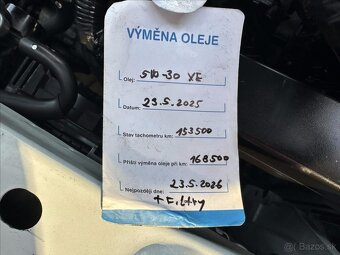 VÝMĚNA OLEJE
Olej: 5W-30 XE
Datum: 23.5.2025
Stav tachometru km: 153500
Příští výměna oleje při km: 168500
Nejpozději dne: 23.5.2026
+ Filtry
bazos.sk